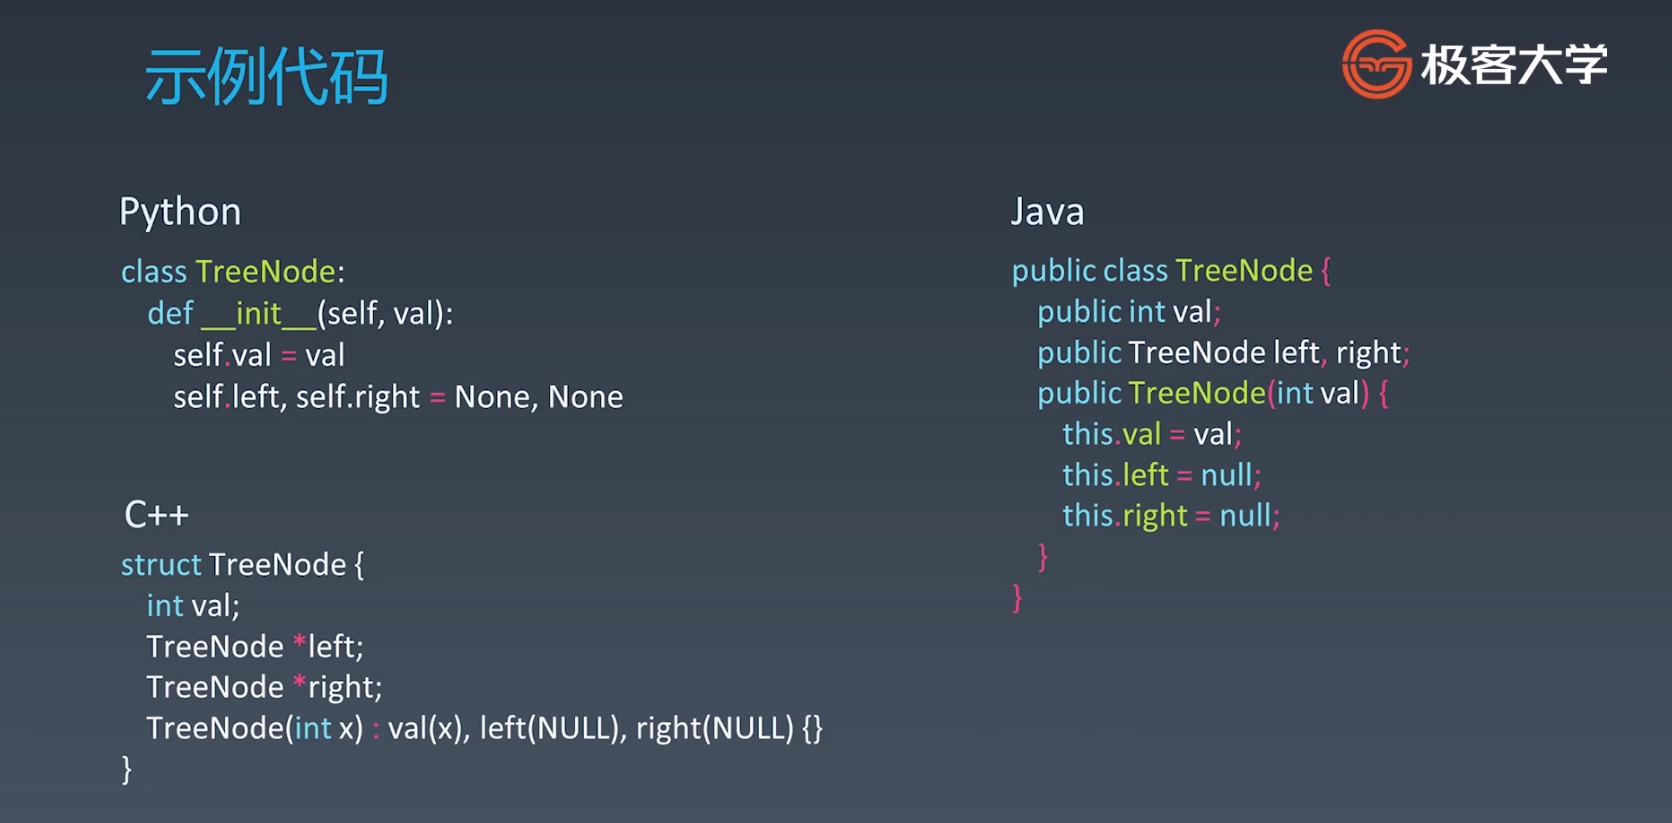 示例代码
极客大学
Python
class TreeNode:
def __init__(self, val):
self.val = val
self.left, self.right = None, None
C++
struct TreeNode {
int val;
TreeNode *left;
TreeNode *right;
TreeNode(int x) : val(x), left(NULL), right(NULL) {}
}
Java
public class TreeNode {
public int val;
public TreeNode left, right;
public TreeNode(int val) {
this.val = val;
this.left = null;
this.right = null;
}
}